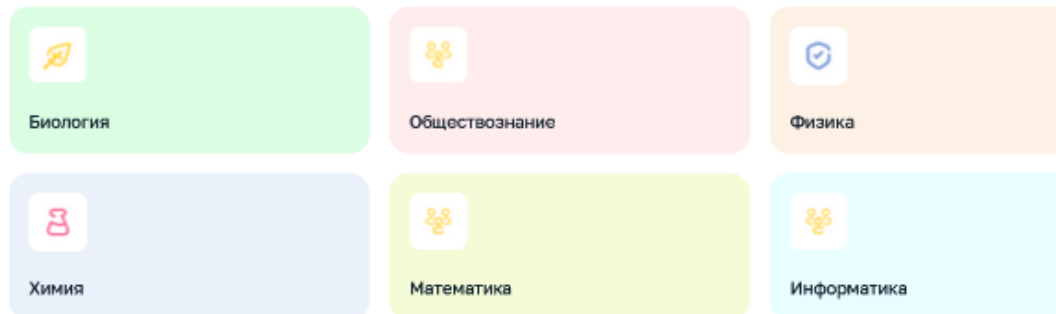 Биология
Обществознание
Физика
Химия
Математика
Информатика